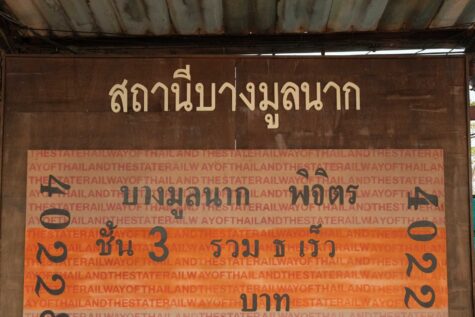 สถานีบางมูลนาก
THESTATERAILWAYOFTHAILAND
บางมูลนาก พิจิตร
ชั้น 3 รวม ธ เร็ว
บาท
4022
4022